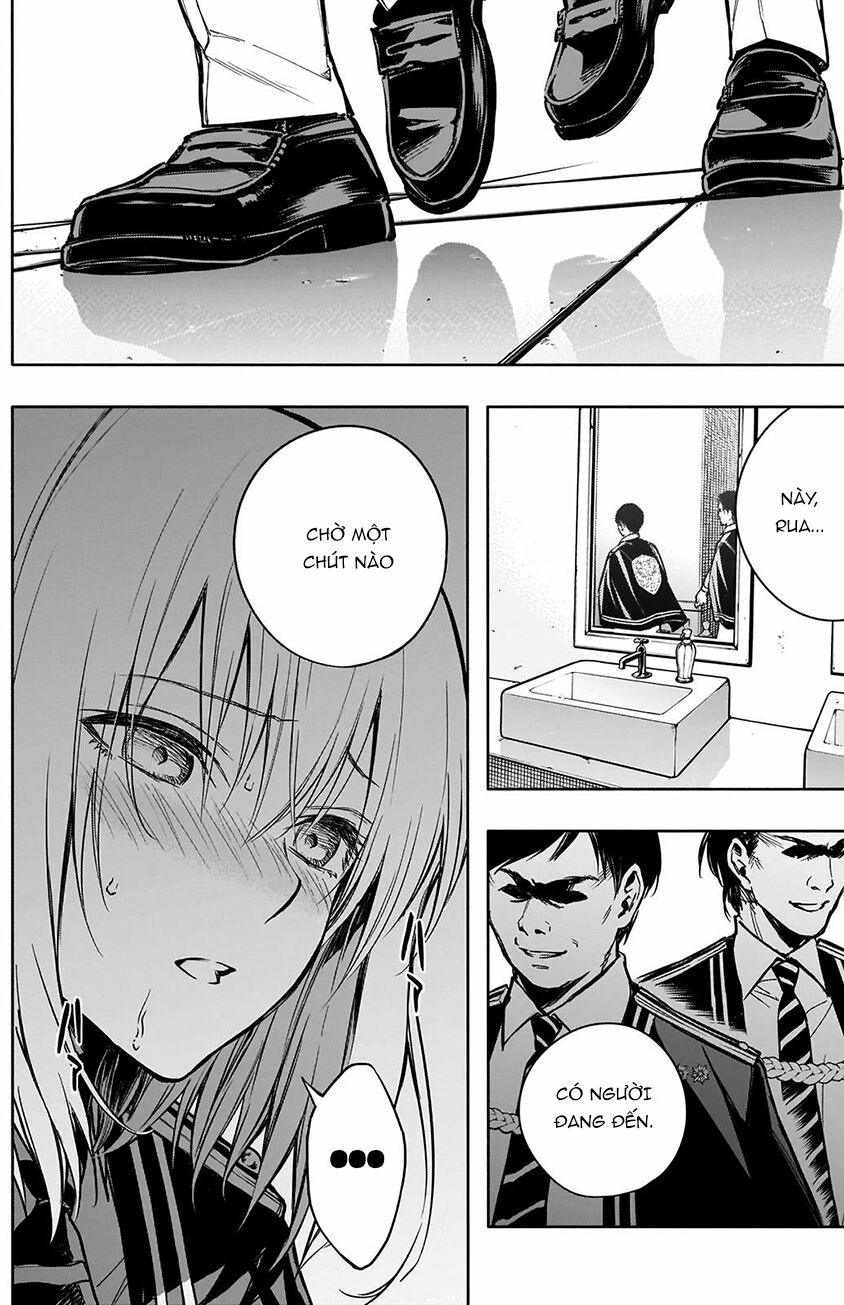 NÀY,
RUA...
CHỜ MỘT
CHÚT NÀO
CÓ NGƯỜI
ĐANG ĐẾN.
...